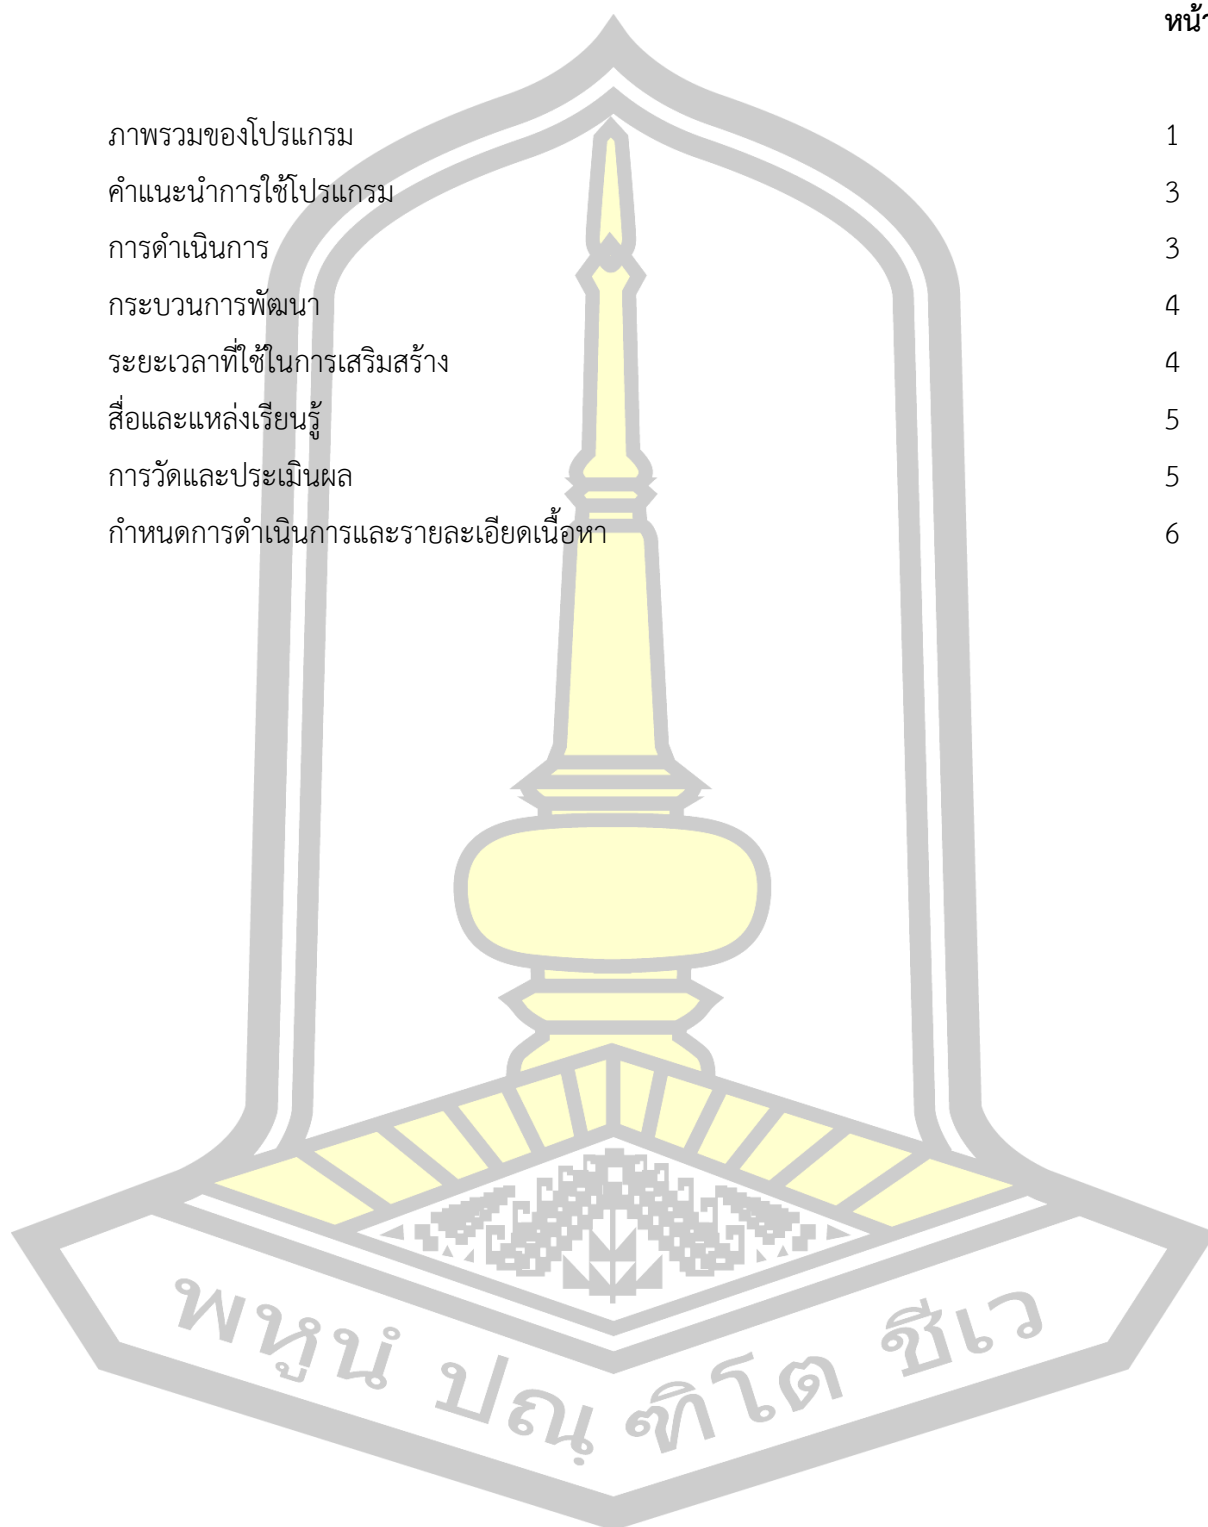 หน้า
ภาพรวมของโปรแกรม 1
คำแนะนำการใช้โปรแกรม 3
การดำเนินการ 3
กระบวนการพัฒนา 4
ระยะเวลาที่ใช้ในการเสริมสร้าง 4
สื่อและแหล่งเรียนรู้ 5
การวัดและประเมินผล 5
กำหนดการดำเนินการและรายละเอียดเนื้อหา 6
พหูนํ ปณฺฑิโต ชีเว